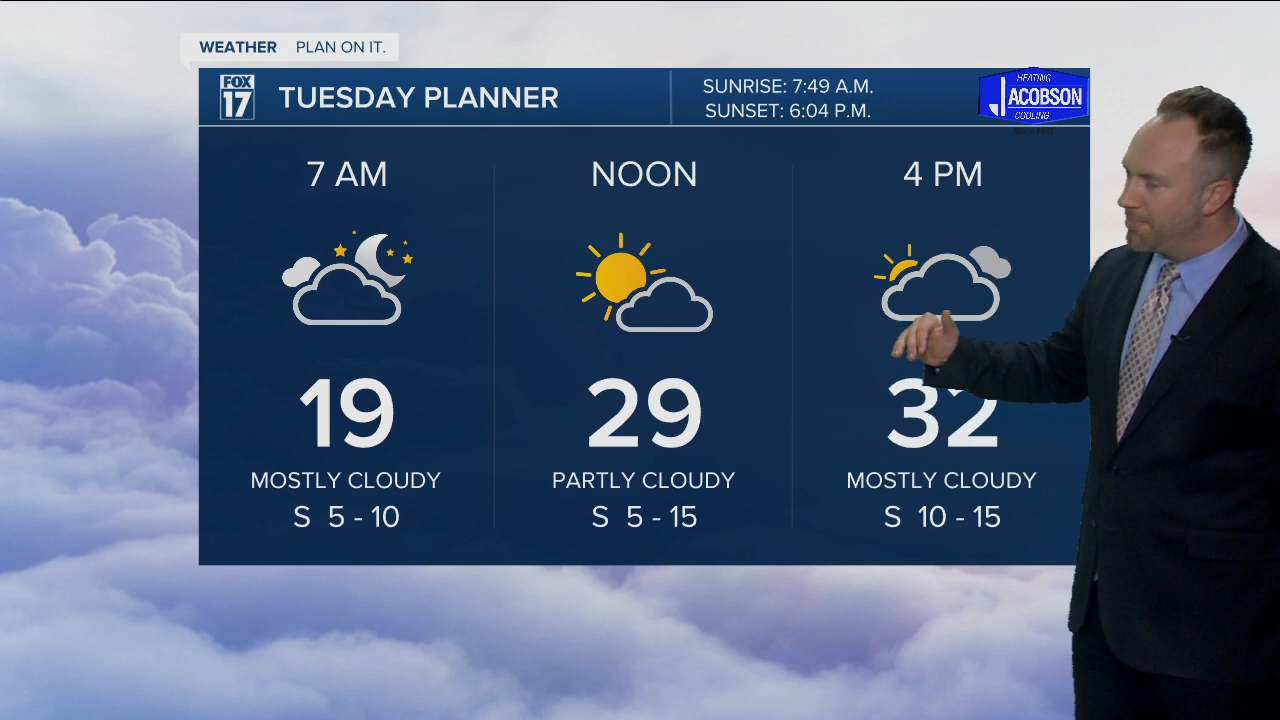 WEATHER PLAN ON IT.
FOX
17
TUESDAY PLANNER
SUNRISE: 7:49 A.M.
SUNSET: 6:04 P.M.
HEATING
JACOBSON
COOLING
7 AM
NOON
4 PM
19
29
32
MOSTLY CLOUDY
PARTLY CLOUDY
MOSTLY CLOUDY
S 5 - 10
S 5 - 15
S 10 - 15